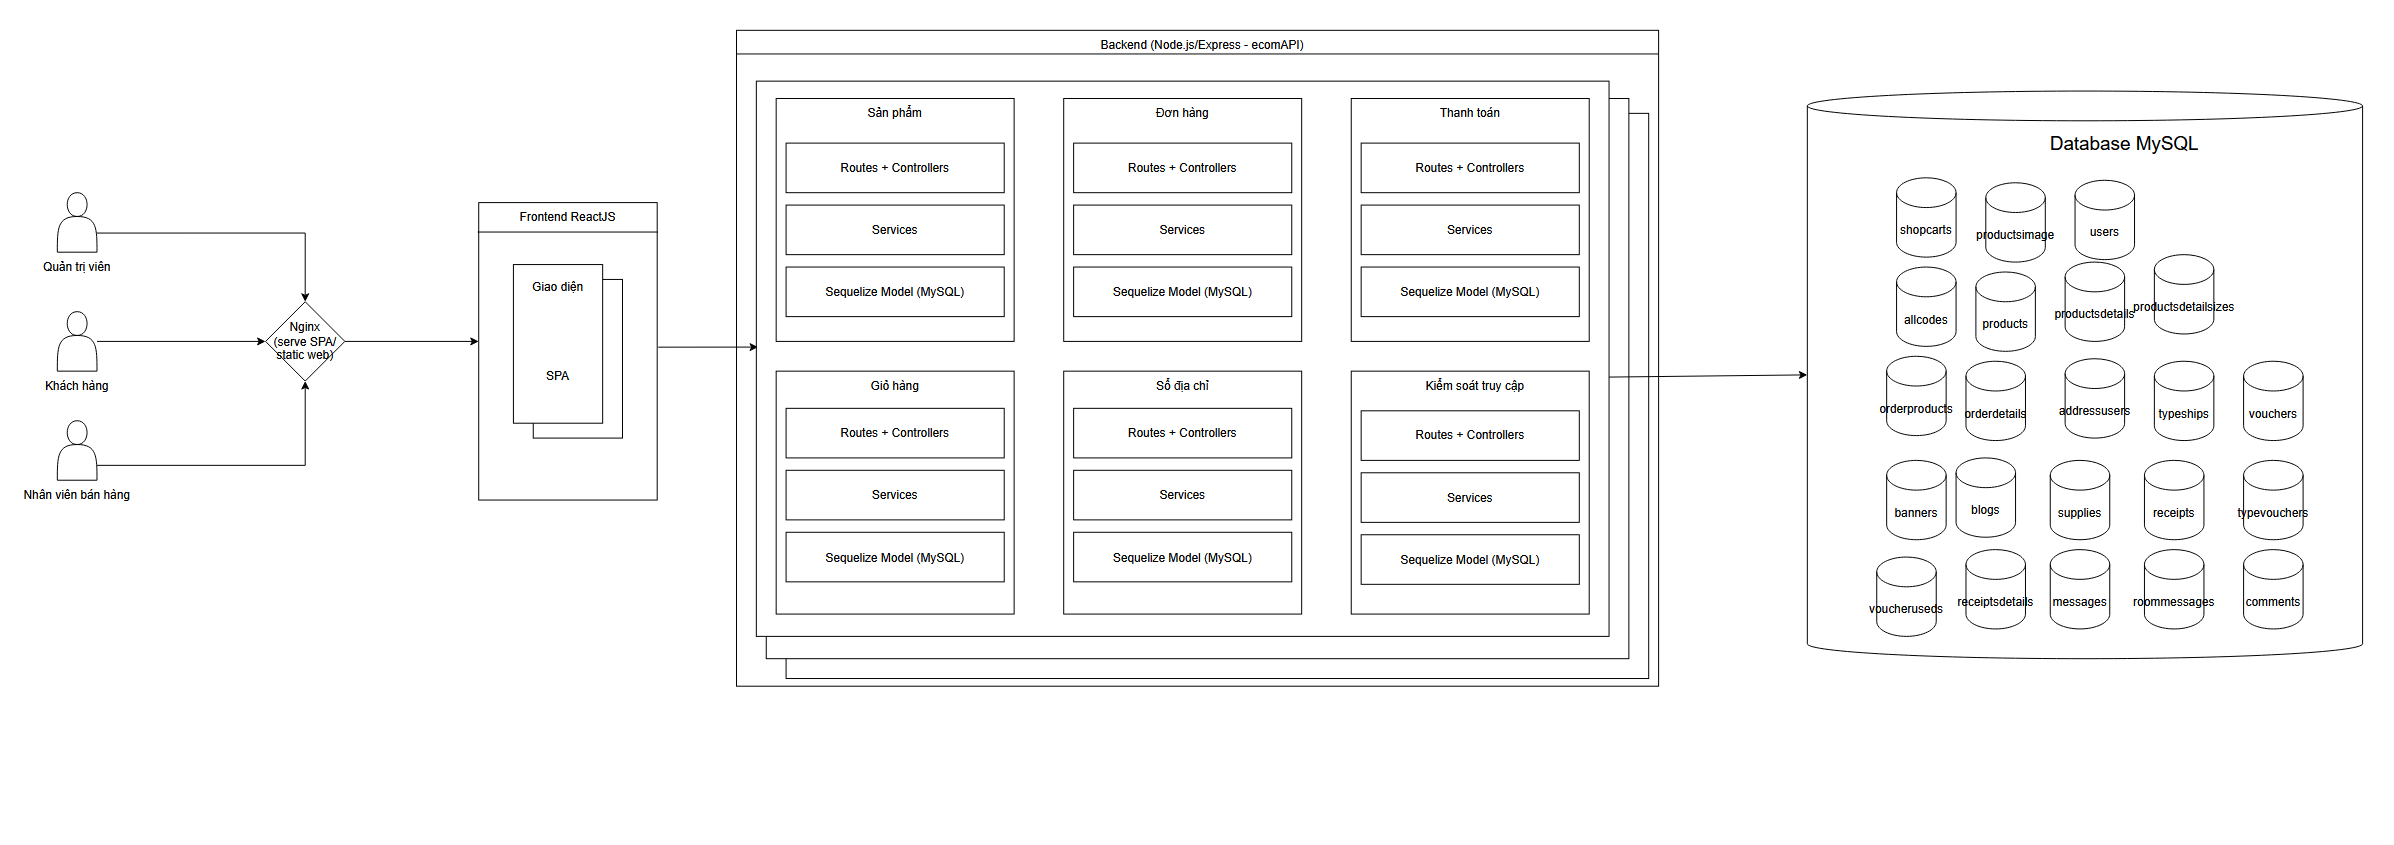 Quản trị viên
Khách hàng
Nhân viên bán hàng
Nginx
(serve SPA/
static web)
Frontend ReactJS
Giao diện
SPA
Backend (Node.js/Express - ecomAPI)
Sản phẩm
Routes + Controllers
Services
Sequelize Model (MySQL)
Đơn hàng
Routes + Controllers
Services
Sequelize Model (MySQL)
Thanh toán
Routes + Controllers
Services
Sequelize Model (MySQL)
Giỏ hàng
Routes + Controllers
Services
Sequelize Model (MySQL)
Sổ địa chỉ
Routes + Controllers
Services
Sequelize Model (MySQL)
Kiểm soát truy cập
Routes + Controllers
Services
Sequelize Model (MySQL)
Database MySQL
shopcarts
productsimage
users
allcodes
products
productsdetails
productsdetailsizes
orderproducts
orderdetails
addressusers
typeships
vouchers
banners
blogs
supplies
receipts
typevouchers
voucheruseds
receiptsdetails
messages
roommessages
comments